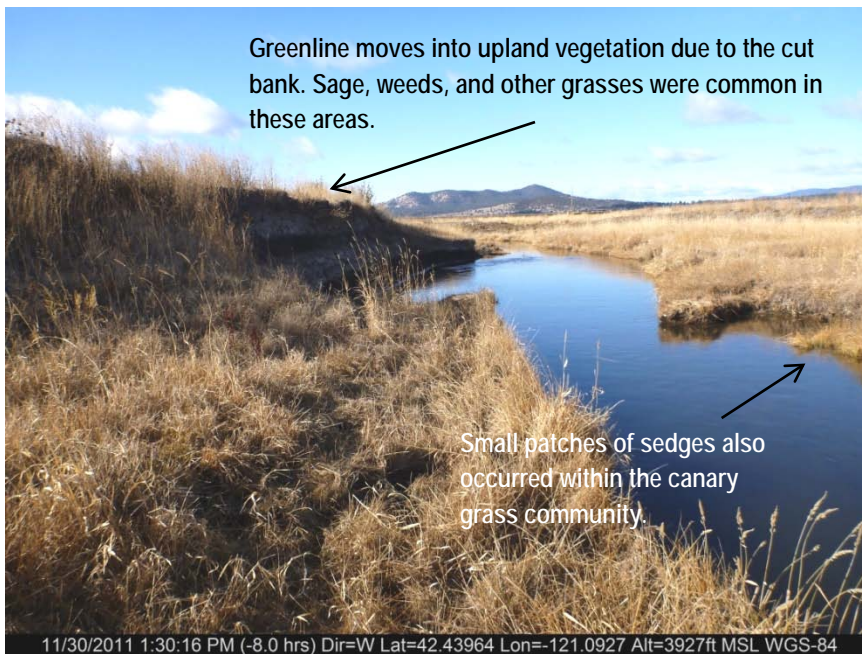 Greenline moves into upland vegetation due to the cut
bank. Sage, weeds, and other grasses were common in
these areas.
Small patches of sedges also
occurred within the canary
grass community.
11/30/2011 1:30:16 PM (-8.0 hrs) Dir=W Lat=42.43964 Lon=-121.0927 Alt=3927ft MSL WGS-84